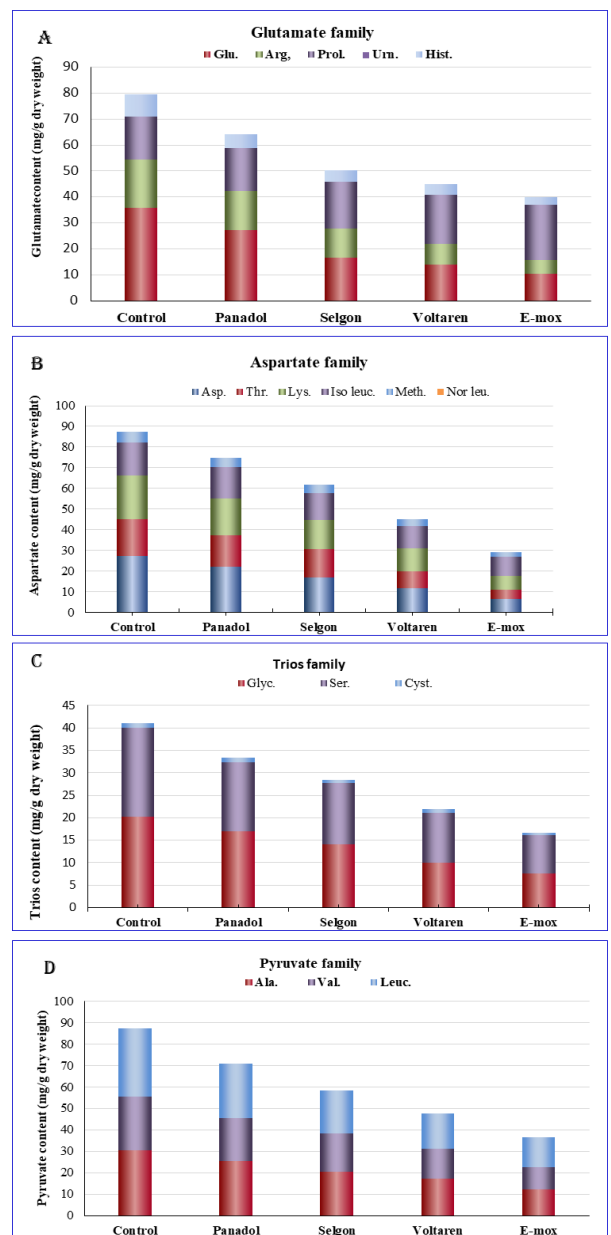 A
Glutamate family
Glu. Arg, Prol. Urn. Hist.
Glutamatecontent (mg/g dry weight)
90
80
70
60
50
40
30
20
10
0
Control Panadol Selgon Voltaren E-mox
B
Aspartate family
Asp. Thr. Lys. Iso leuc. Meth. Nor leu.
Aspartate content (mg/g dry weight)
100
90
80
70
60
50
40
30
20
10
0
Control Panadol Selgon Voltaren E-mox
C
Trios family
Glyc. Ser. Cyst.
Trios content (mg/g dry weight)
45
40
35
30
25
20
15
10
5
0
Control Panadol Selgon Voltaren E-mox
D
Pyruvate family
Ala. Val. Leuc.
Pyruvate content (mg/g dry weight)
100
90
80
70
60
50
40
30
20
10
0
Control Panadol Selgon Voltaren E-mox